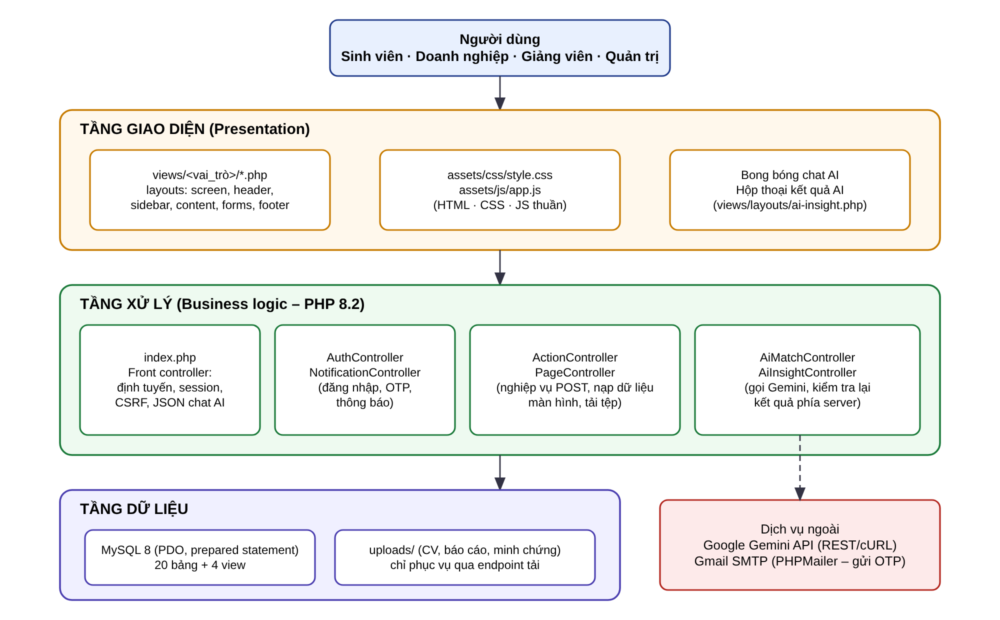 Người dùng
Sinh viên · Doanh nghiệp · Giảng viên · Quản trị
TẦNG GIAO DIỆN (Presentation)
views/<vai_trò>/*.php
layouts: screen, header,
sidebar, content, forms, footer
assets/css/style.css
assets/js/app.js
(HTML · CSS · JS thuần)
Bong bóng chat AI
Hộp thoại kết quả AI
(views/layouts/ai-insight.php)
TẦNG XỬ LÝ (Business logic – PHP 8.2)
index.php
Front controller:
định tuyến, session,
CSRF, JSON chat AI
AuthController
NotificationController
(đăng nhập, OTP,
thông báo)
ActionController
PageController
(nghiệp vụ POST, nạp dữ liệu
màn hình, tải tệp)
AiMatchController
AiInsightController
(gọi Gemini, kiểm tra lại
kết quả phía server)
TẦNG DỮ LIỆU
MySQL 8 (PDO, prepared statement)
20 bảng + 4 view
uploads/ (CV, báo cáo, minh chứng)
chỉ phục vụ qua endpoint tải
Dịch vụ ngoài
Google Gemini API (REST/cURL)
Gmail SMTP (PHPMailer – gửi OTP)